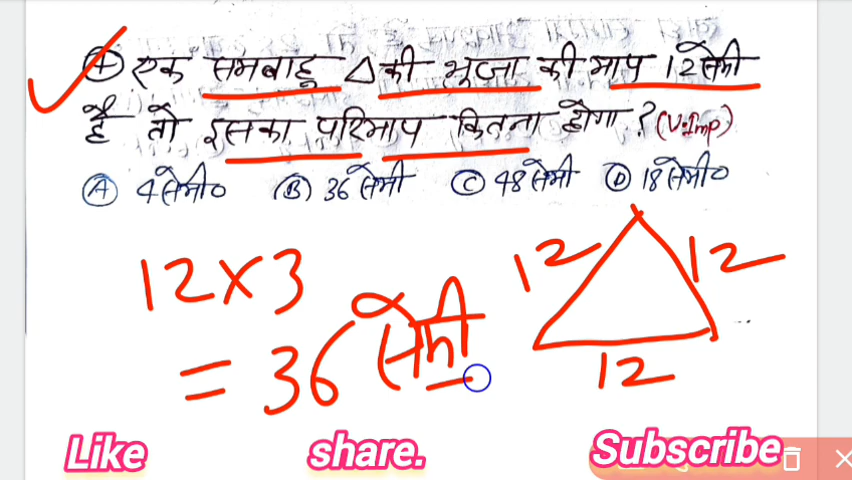 ④ एक समबाहू △ की भूजा की माप 12 सेमी
है तो इसका परिमाप कितना होगा? (V.Imp)
Ⓐ 4 सेमी० Ⓑ 36 सेमी Ⓒ 48 सेमी Ⓓ 18 सेमी०
12 × 3
12 12
= 36 सेमी
12
Like share. Subscribe